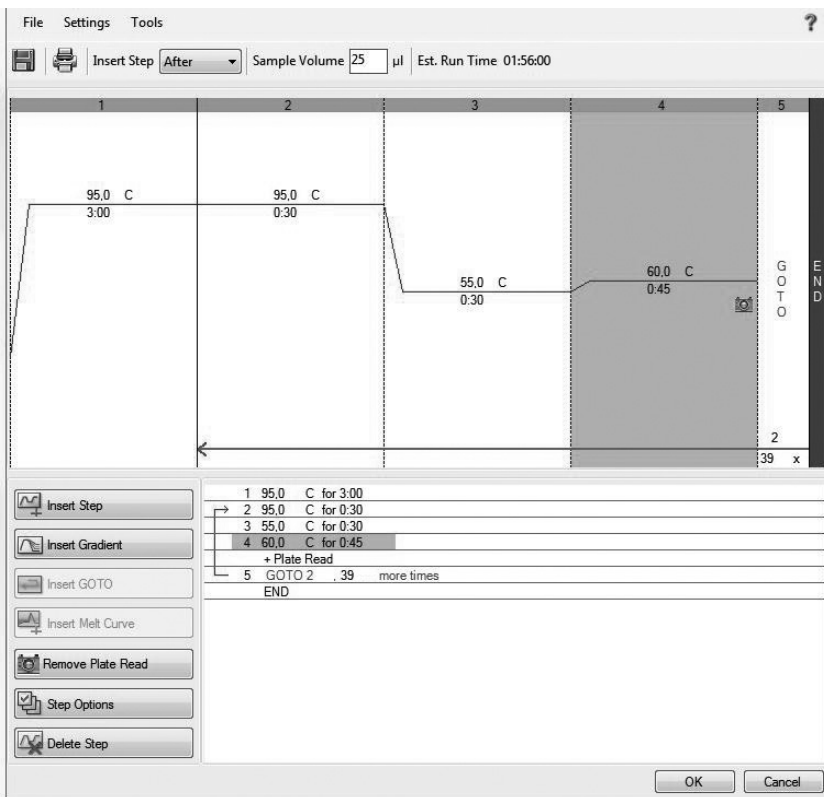 File Settings Tools ?
Insert Step After Sample Volume 25 µl Est. Run Time 01:56:00
1 2 3 4 5
95,0 C
3:00
95,0 C
0:30
55,0 C
0:30
60,0 C
0:45
GOTO
END
2
39 x
Insert Step
Insert Gradient
Insert GOTO
Insert Melt Curve
Remove Plate Read
Step Options
Delete Step
1 95,0 C for 3:00
2 95,0 C for 0:30
3 55,0 C for 0:30
4 60,0 C for 0:45
+ Plate Read
5 GOTO 2 , 39 more times
END
OK Cancel